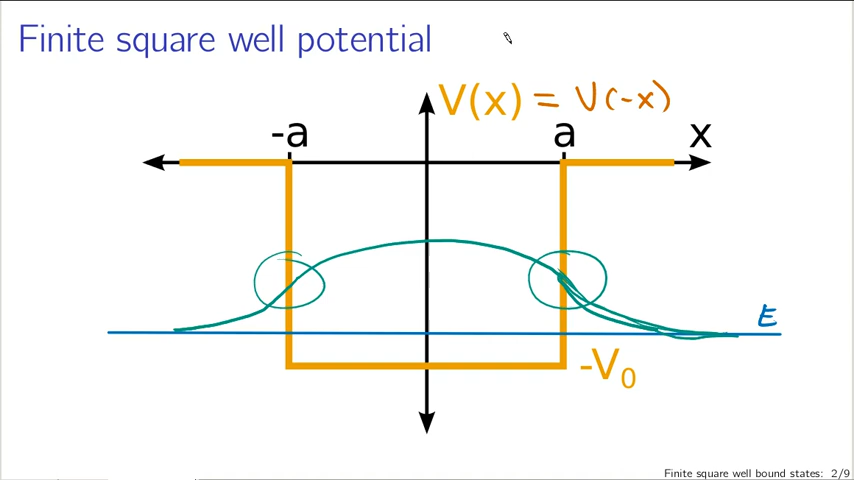 Finite square well potential
V(x) = V(-x)
-a a x
E
-V₀
Finite square well bound states: 2/9